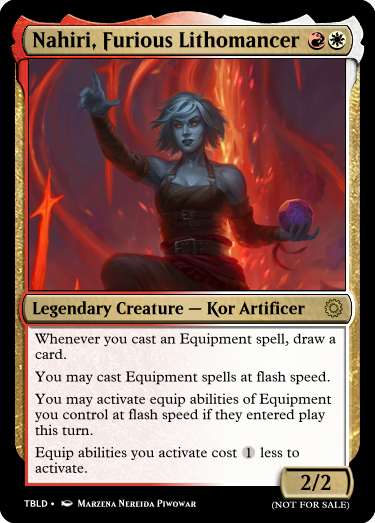 Nahiri, Furious Lithomancer
Legendary Creature — Kor Artificer
Whenever you cast an Equipment spell, draw a
card.
You may cast Equipment spells at flash speed.
You may activate equip abilities of Equipment
you control at flash speed if they entered play
this turn.
Equip abilities you activate cost 1 less to
activate.
2/2
TBLD • Marzena Nereida Piwowar
(NOT FOR SALE)